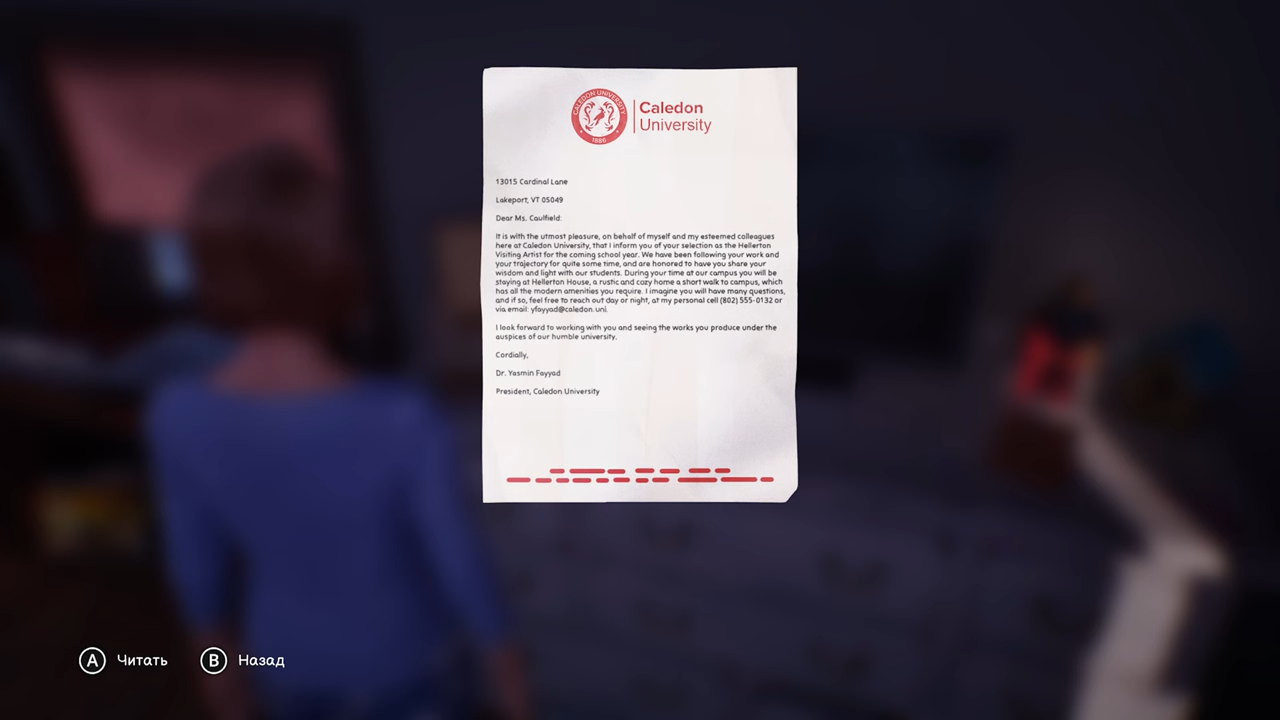 CALEDON UNIVERSITY
1886
Caledon
University
13015 Cardinal Lane
Lakeport, VT 05049
Dear Ms. Caulfield:
It is with the utmost pleasure, on behalf of myself and my esteemed colleagues
here at Caledon University, that I inform you of your selection as the Hellerton
Visiting Artist for the coming school year. We have been following your work and
your trajectory for quite some time, and are honored to have you share your
wisdom and light with our students. During your time at our campus you will be
staying at Hellerton House, a rustic and cozy home a short walk to campus, which
has all the modern amenities you require. I imagine you will have many questions,
and if so, feel free to reach out day or night, at my personal cell (802) 555-0132 or
via email: yfayyad@caledon.uni.
I look forward to working with you and seeing the works you produce under the
auspices of our humble university.
Cordially,
Dr. Yasmin Fayyad
President, Caledon University
A Читать B Назад